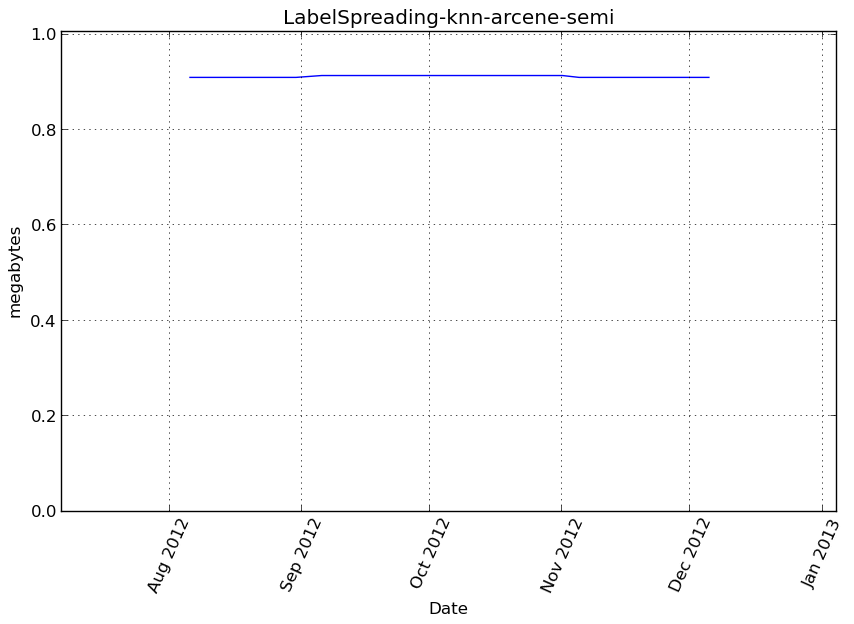 LabelSpreading-knn-arcene-semi
1.0
0.8
0.6
0.4
0.2
0.0
megabytes
Aug 2012
Sep 2012
Oct 2012
Nov 2012
Dec 2012
Jan 2013
Date